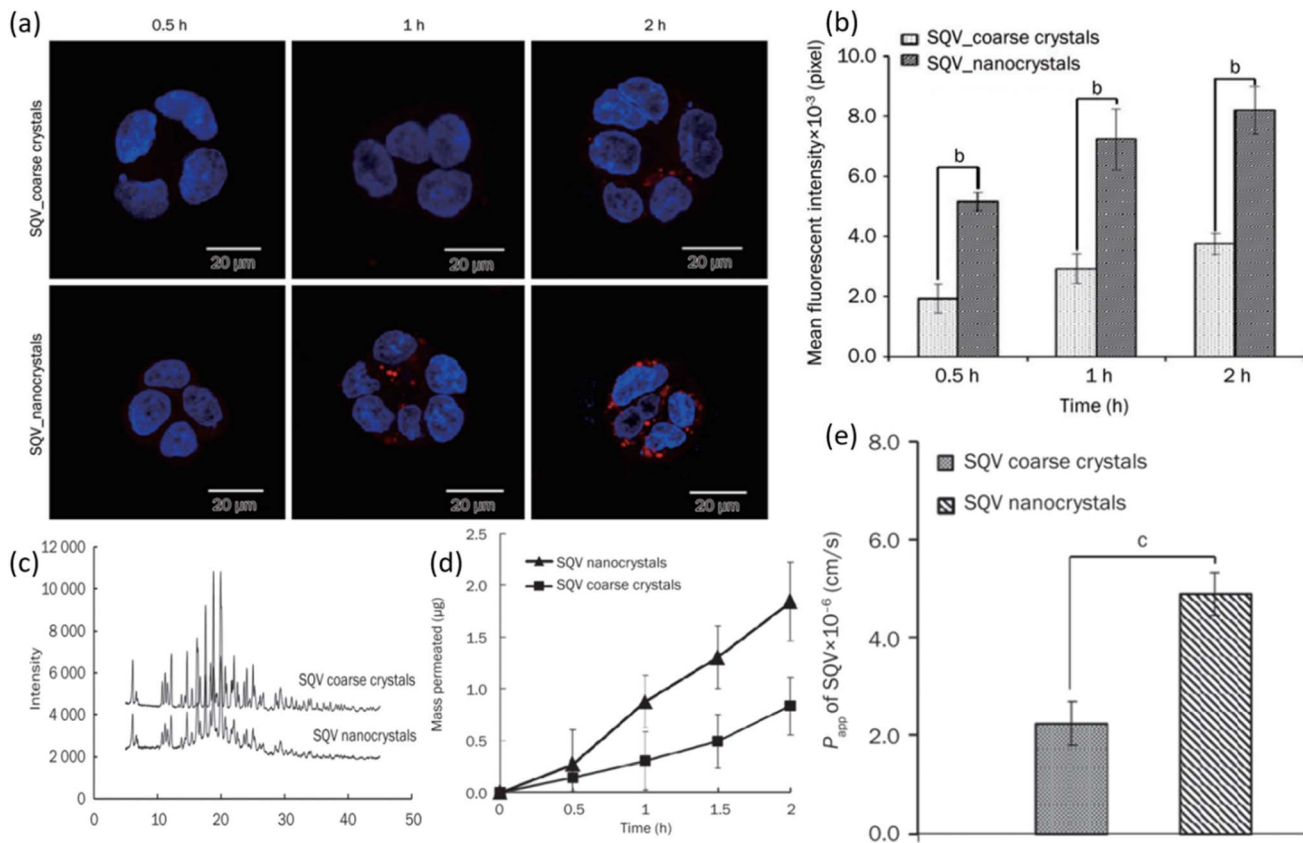 (a)
0.5 h
1 h
2 h
SQV_coarse crystals
20 µm
20 µm
20 µm
SQV_nanocrystals
20 µm
20 µm
20 µm
(b)
SQV_coarse crystals
SQV_nanocrystals
Mean fluorescent intensity×10⁻³ (pixel)
10.0
8.0
6.0
4.0
2.0
0.0
b
b
b
0.5 h
1 h
2 h
Time (h)
(c)
Intensity
12 000
10 000
8 000
6 000
4 000
2 000
0
SQV coarse crystals
SQV nanocrystals
0
10
20
30
40
50
(d)
Mass permeated (µg)
2.5
2.0
1.5
1.0
0.5
0.0
SQV nanocrystals
SQV coarse crystals
0
0.5
1
1.5
2
Time (h)
(e)
SQV coarse crystals
SQV nanocrystals
Papp of SQV×10⁻⁶ (cm/s)
8.0
6.0
4.0
2.0
0.0
c